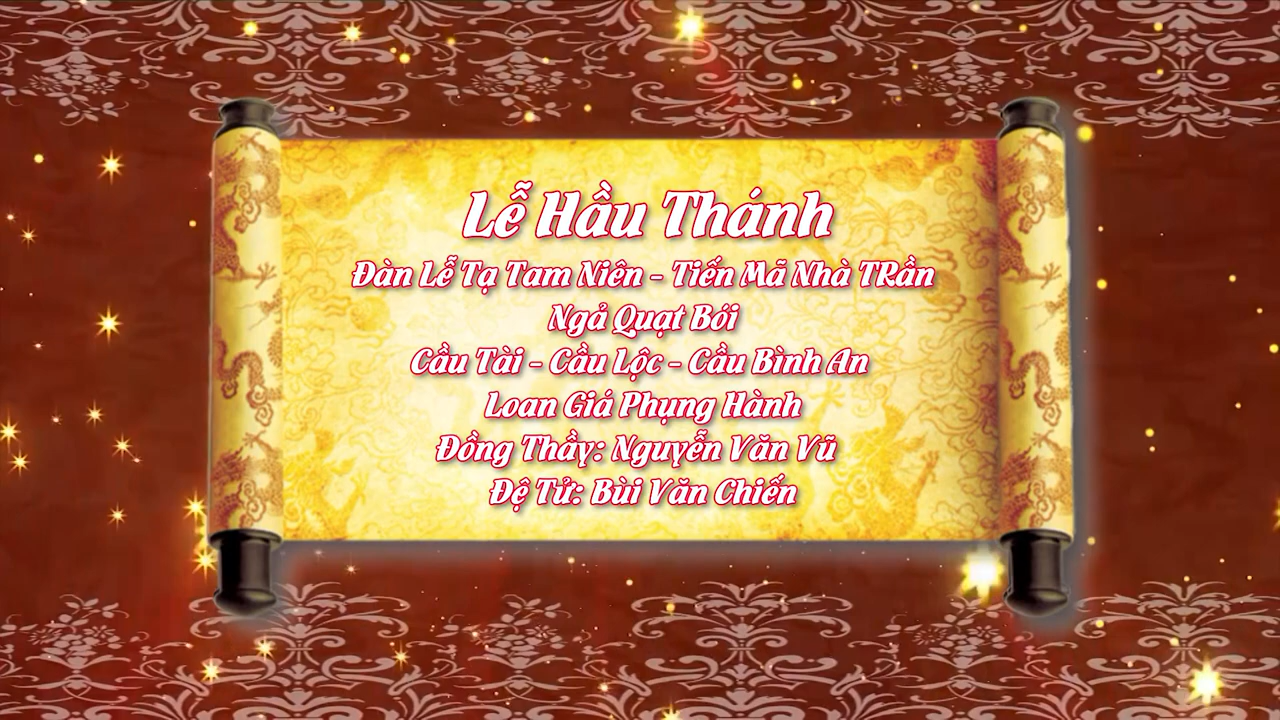 Lễ Hầu Thánh
Đàn Lễ Tạ Tam Niên - Tiến Mã Nhà TRần
Ngả Quạt Bói
Cầu Tài - Cầu Lộc - Cầu Bình An
Loan Giá Phụng Hành
Đồng Thầy: Nguyễn Văn Vũ
Đệ Tử: Bùi Văn Chiến